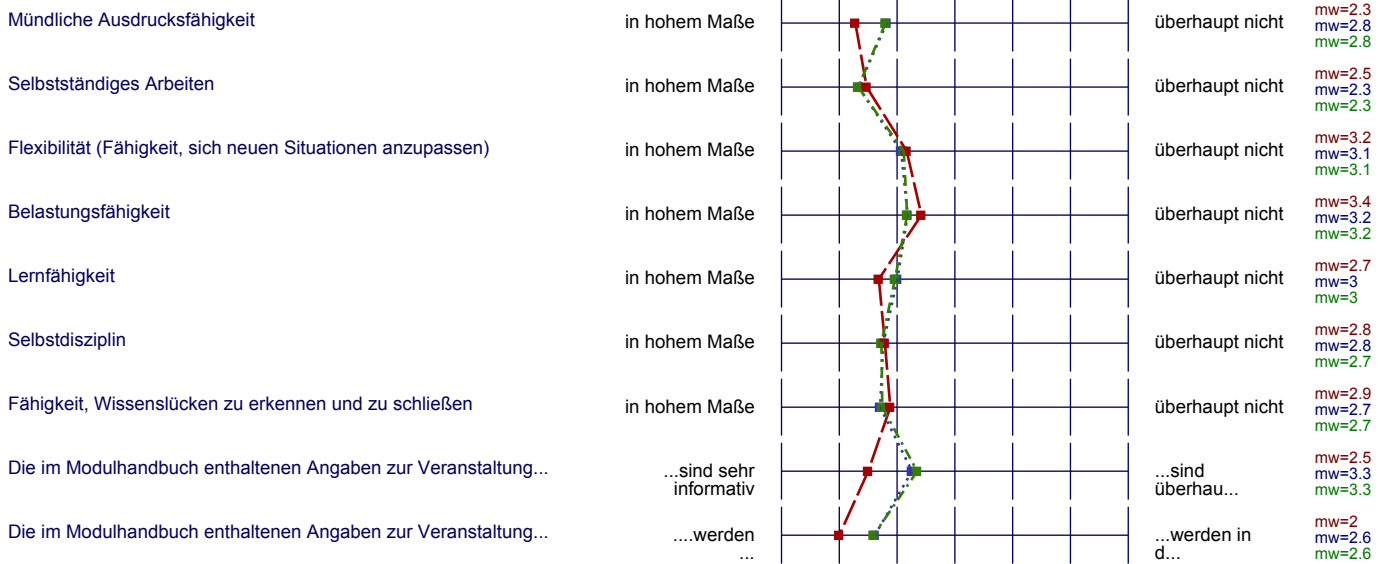 Mündliche Ausdrucksfähigkeit in hohem Maße überhaupt nicht mw=2.3
mw=2.8
mw=2.8
Selbstständiges Arbeiten in hohem Maße überhaupt nicht mw=2.5
mw=2.3
mw=2.3
Flexibilität (Fähigkeit, sich neuen Situationen anzupassen) in hohem Maße überhaupt nicht mw=3.2
mw=3.1
mw=3.1
Belastungsfähigkeit in hohem Maße überhaupt nicht mw=3.4
mw=3.2
mw=3.2
Lernfähigkeit in hohem Maße überhaupt nicht mw=2.7
mw=3
mw=3
Selbstdisziplin in hohem Maße überhaupt nicht mw=2.8
mw=2.8
mw=2.7
Fähigkeit, Wissenslücken zu erkennen und zu schließen in hohem Maße überhaupt nicht mw=2.9
mw=2.7
mw=2.7
Die im Modulhandbuch enthaltenen Angaben zur Veranstaltung... ...sind sehr ...sind mw=2.5
informativ überhau... mw=3.3
mw=3.3
Die im Modulhandbuch enthaltenen Angaben zur Veranstaltung... ....werden ...werden in mw=2
... d... mw=2.6
mw=2.6